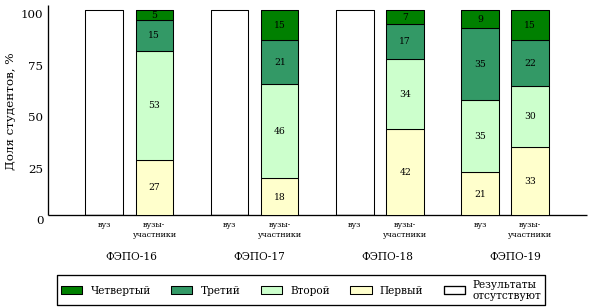 Доля студентов, %
100
75
50
25
0
5
15
53
27
15
21
46
18
7
17
34
42
9
35
35
21
15
22
30
33
вуз
вузы-
участники
вуз
вузы-
участники
вуз
вузы-
участники
вуз
вузы-
участники
ФЭПО-16
ФЭПО-17
ФЭПО-18
ФЭПО-19
Четвертый
Третий
Второй
Первый
Результаты
отсутствуют